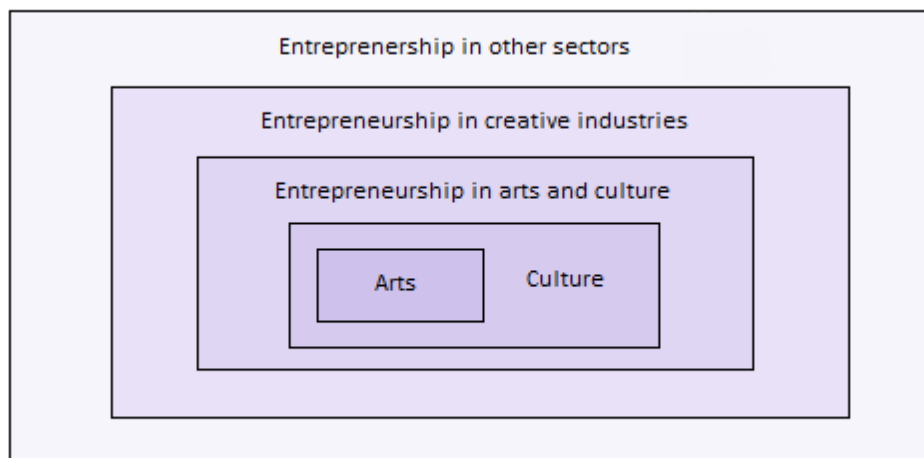 Entreprenership in other sectors
Entrepreneurship in creative industries
Entrepreneurship in arts and culture
Arts
Culture